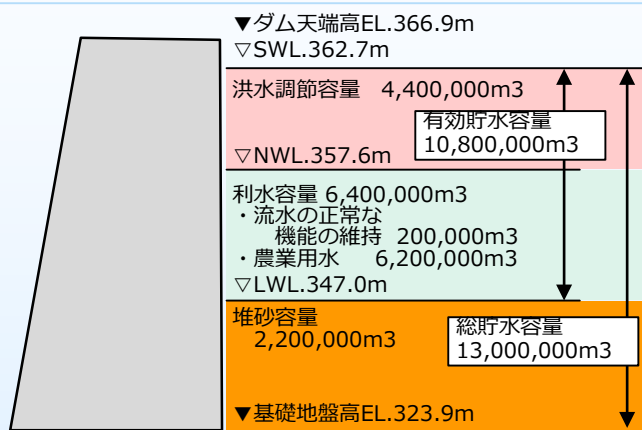 ▼ダム天端高EL.366.9m
▽SWL.362.7m
洪水調節容量 4,400,000m3
有効貯水容量
10,800,000m3
▽NWL.357.6m
利水容量 6,400,000m3
・流水の正常な
機能の維持 200,000m3
・農業用水 6,200,000m3
▽LWL.347.0m
堆砂容量
2,200,000m3
総貯水容量
13,000,000m3
▼基礎地盤高EL.323.9m